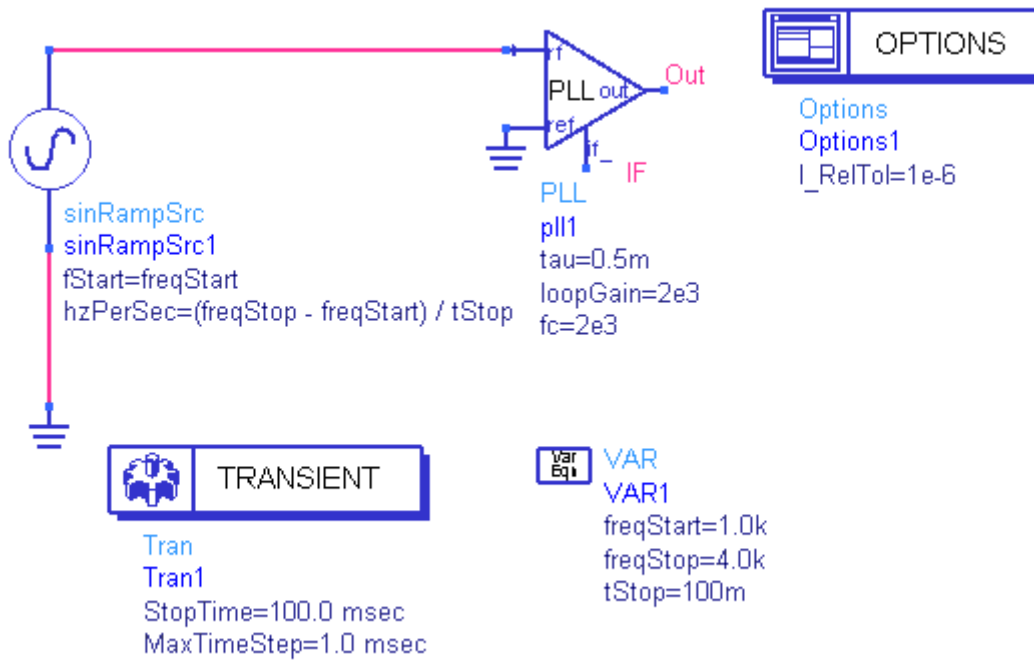 rf
PLL
out
ref
if_
Out
IF
OPTIONS
Options
Options1
I_RelTol=1e-6
sinRampSrc
sinRampSrc1
fStart=freqStart
hzPerSec=(freqStop - freqStart) / tStop
PLL
pll1
tau=0.5m
loopGain=2e3
fc=2e3
TRANSIENT
Tran
Tran1
StopTime=100.0 msec
MaxTimeStep=1.0 msec
Var
Eqn
VAR
VAR1
freqStart=1.0k
freqStop=4.0k
tStop=100m